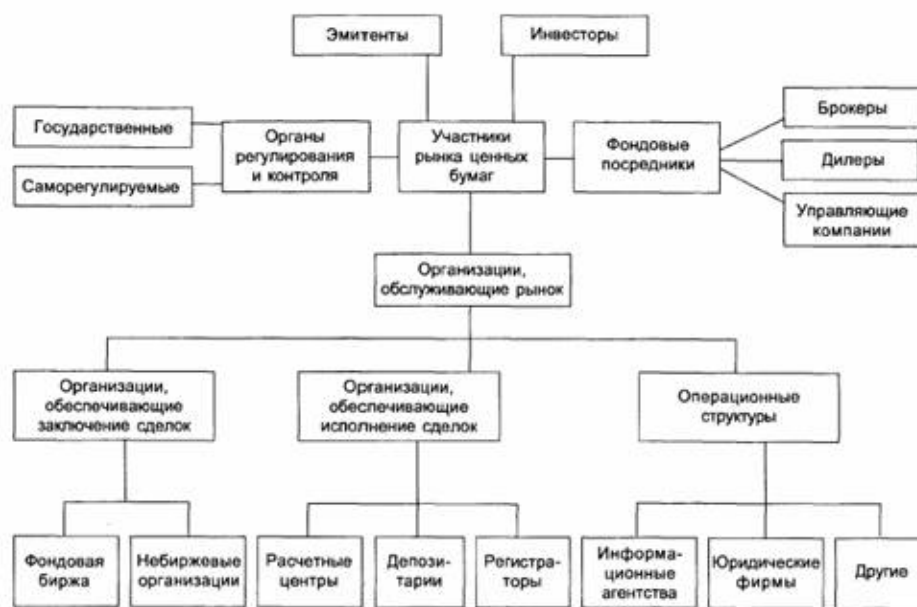 Эмитенты
Инвесторы
Государственные
Саморегулируемые
Органы
регулирования
и контроля
Участники
рынка ценных
бумаг
Фондовые
посредники
Брокеры
Дилеры
Управляющие
компании
Организации,
обслуживающие рынок
Организации,
обеспечивающие
заключение сделок
Организации,
обеспечивающие
исполнение сделок
Операционные
структуры
Фондовая
биржа
Небиржевые
организации
Расчетные
центры
Депози-
тарии
Регистра-
торы
Информа-
ционные
агентства
Юридические
фирмы
Другие